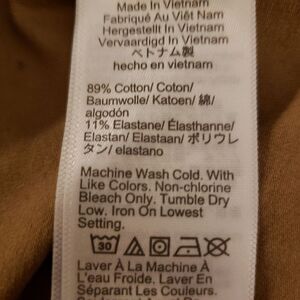 Made In Vietnam
Fabriqué Au Việt Nam
Hergestellt In Vietnam
Vervaardigd In Vietnam
ベトナム製
hecho en vietnam
89% Cotton/ Coton/
Baumwolle/ Katoen/ 綿/
algodón
11% Elastane/ Élasthanne/
Elastan/ Elastaan/ ポリウレ
タン/ elastano
Machine Wash Cold. With
Like Colors. Non-chlorine
Bleach Only. Tumble Dry
Low. Iron On Lowest
Setting.
30
Laver À La Machine À
L'eau Froide. Laver En
Séparant Les Couleurs.